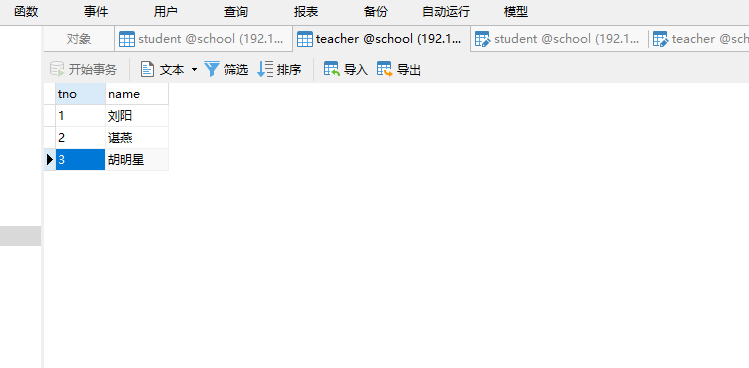 函数 事件 用户 查询 报表 备份 自动运行 模型
对象 student @school (192.1... teacher @school (192.1... student @school (192.1... teacher @sch
开始事务 文本 筛选 排序 导入 导出
tno name
1 刘阳
2 谌燕
3 胡明星